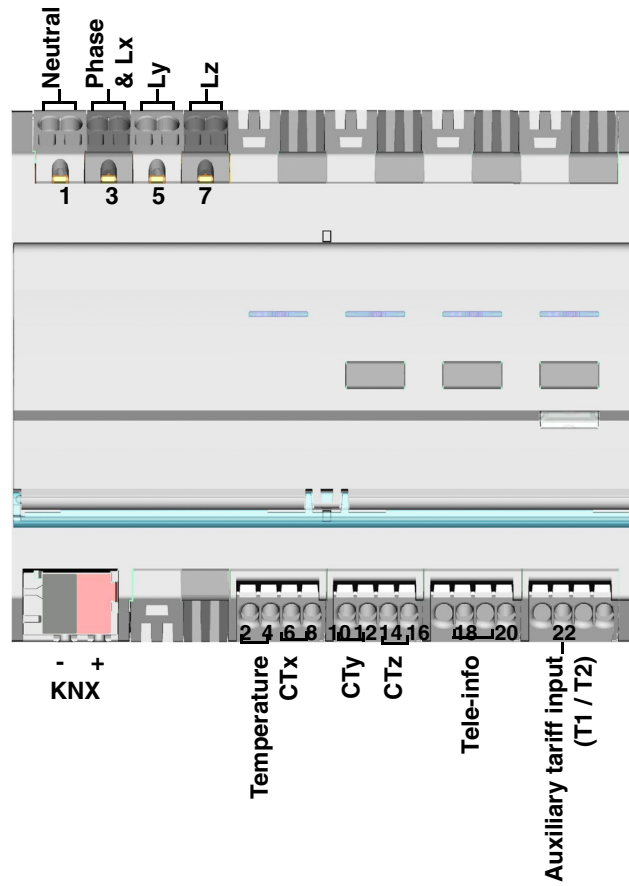 Neutral
Phase
& Lx
Ly
Lz
1 3 5 7
2 4 6 8 10 12 14 16 18 20 22
- +
KNX
Temperature
CTx
CTy
CTz
Tele-info
Auxiliary tariff input
(T1 / T2)